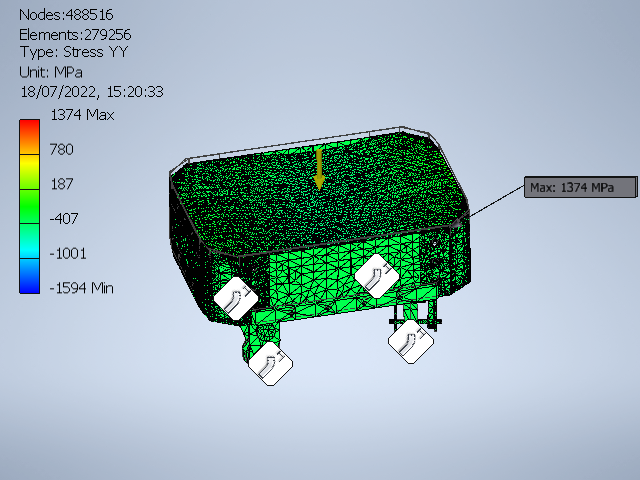 Nodes:488516
Elements:279256
Type: Stress YY
Unit: MPa
18/07/2022, 15:20:33
1374 Max
780
187
-407
-1001
-1594 Min
Max: 1374 MPa